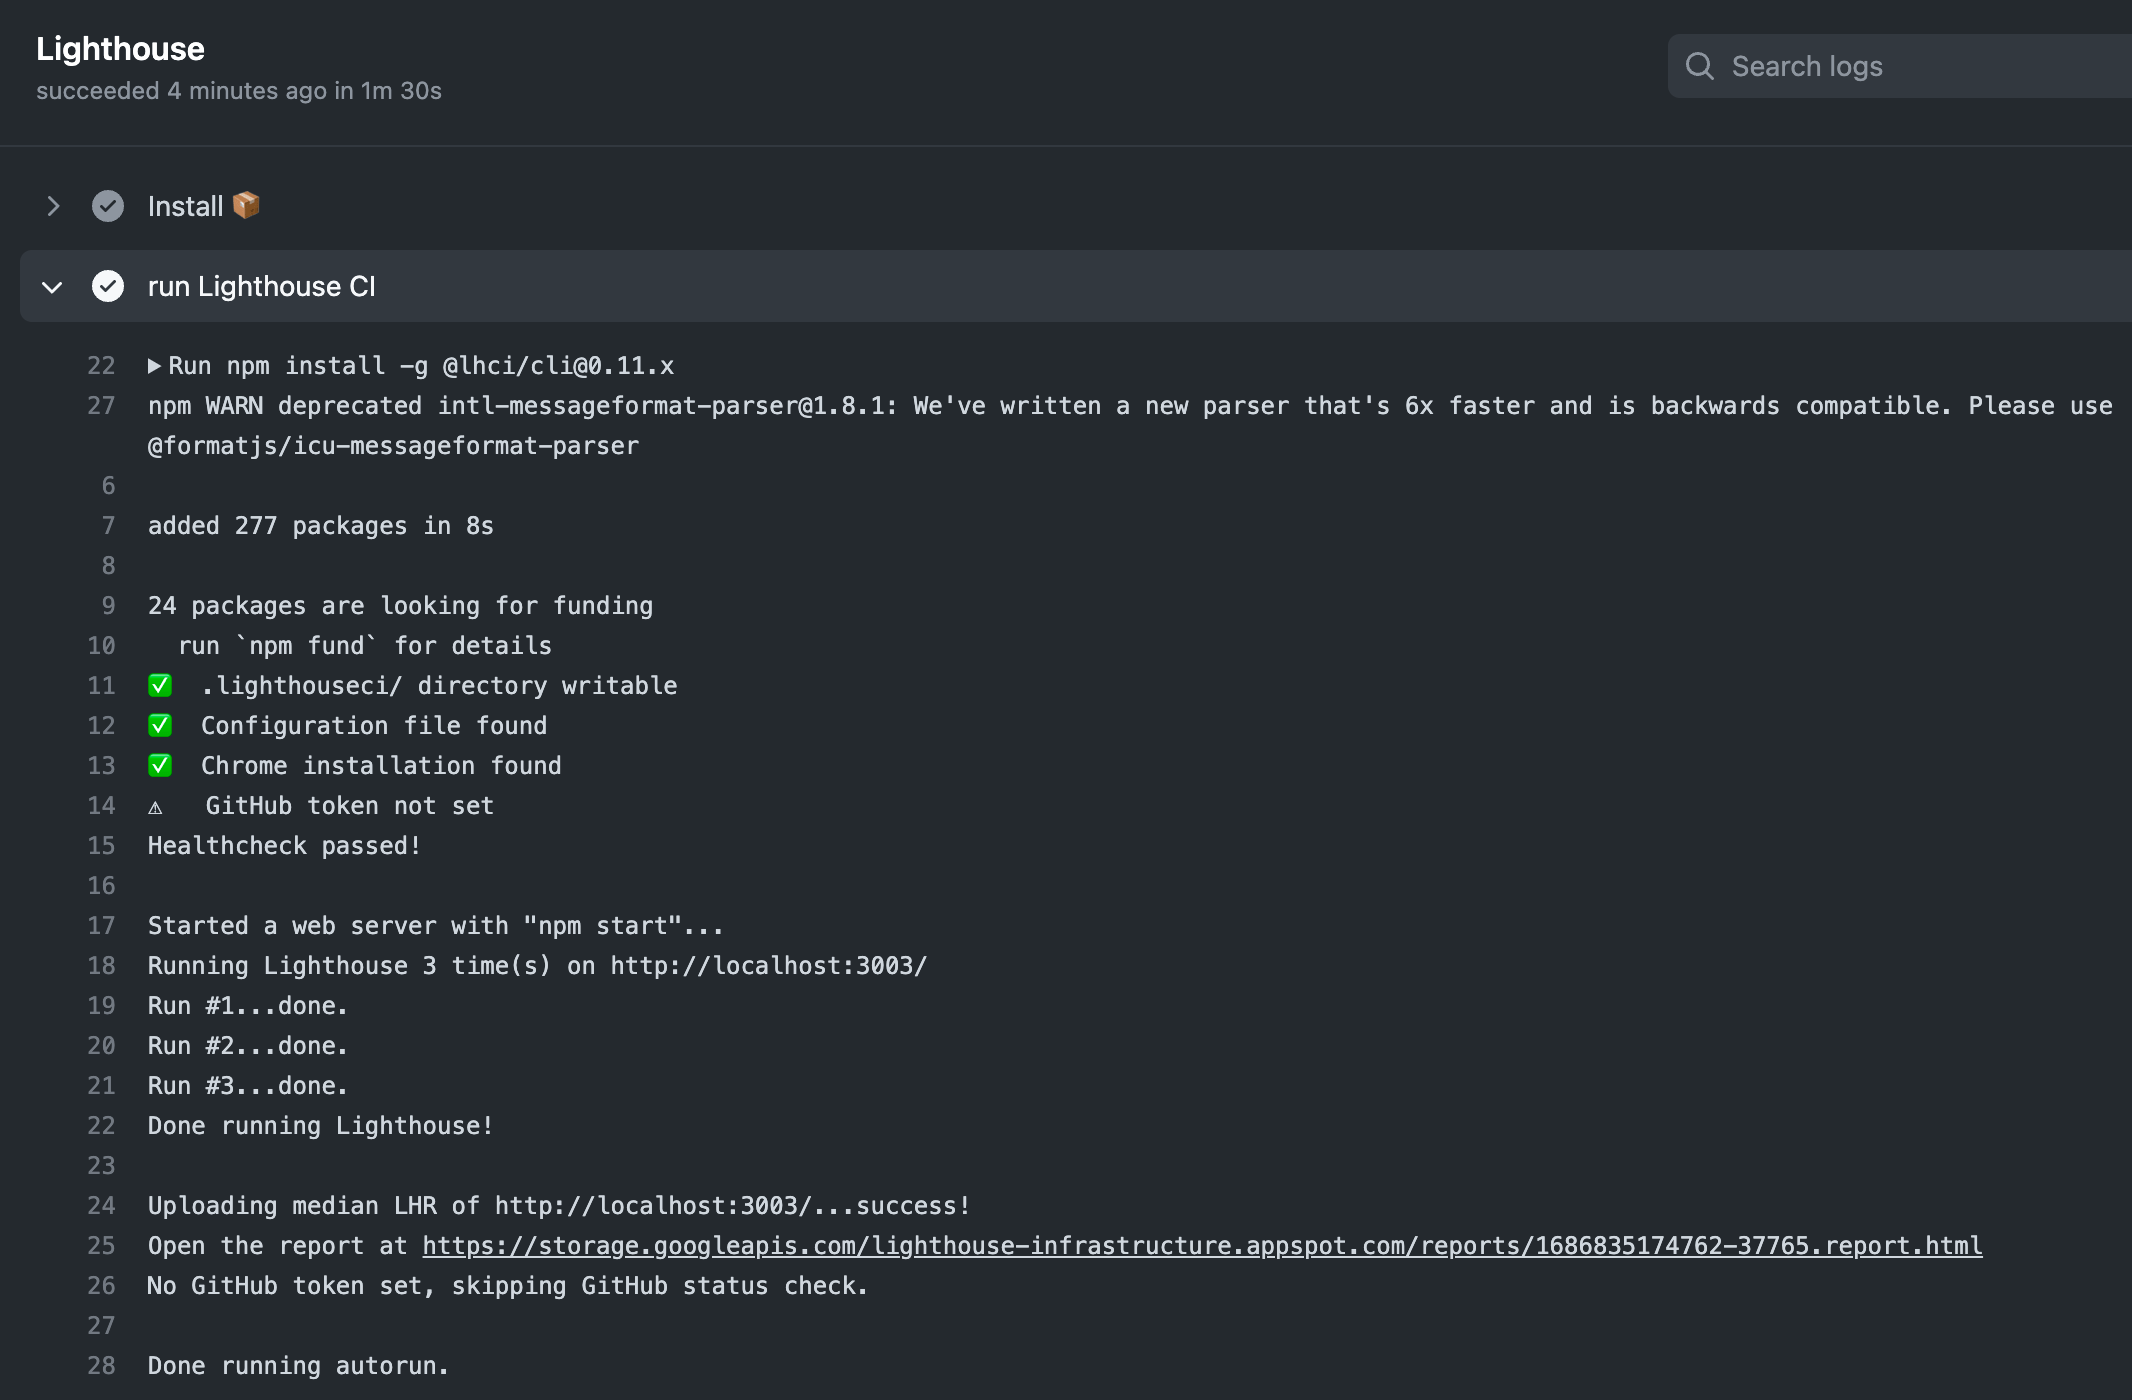 Lighthouse
succeeded 4 minutes ago in 1m 30s
Search logs
Install 📦
run Lighthouse CI
22 ▶Run npm install -g @lhci/cli@0.11.x
27 npm WARN deprecated intl-messageformat-parser@1.8.1: We've written a new parser that's 6x faster and is backwards compatible. Please use
@formatjs/icu-messageformat-parser
6
7 added 277 packages in 8s
8
9 24 packages are looking for funding
10 run `npm fund` for details
11 ✅ .lighthouseci/ directory writable
12 ✅ Configuration file found
13 ✅ Chrome installation found
14 ⚠ GitHub token not set
15 Healthcheck passed!
16
17 Started a web server with "npm start"...
18 Running Lighthouse 3 time(s) on http://localhost:3003/
19 Run #1...done.
20 Run #2...done.
21 Run #3...done.
22 Done running Lighthouse!
23
24 Uploading median LHR of http://localhost:3003/...success!
25 Open the report at https://storage.googleapis.com/lighthouse-infrastructure.appspot.com/reports/1686835174762-37765.report.html
26 No GitHub token set, skipping GitHub status check.
27
28 Done running autorun.